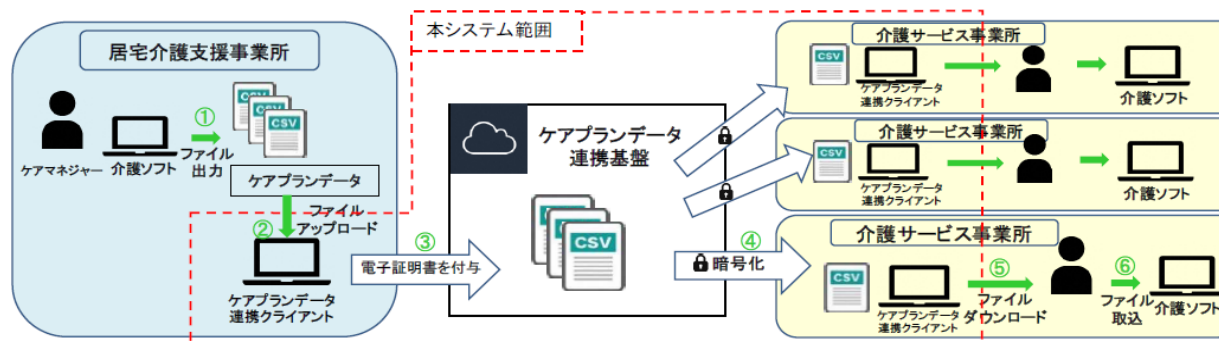 本システム範囲
居宅介護支援事業所
ケアマネジャー
介護ソフト
①
ファイル
出力
CSV
ケアプランデータ
②
ファイル
アップロード
ケアプランデータ
連携クライアント
③
電子証明書を付与
ケアプランデータ
連携基盤
CSV
④
暗号化
介護サービス事業所
CSV
ケアプランデータ
連携クライアント
介護ソフト
介護サービス事業所
CSV
ケアプランデータ
連携クライアント
介護ソフト
介護サービス事業所
CSV
ケアプランデータ
連携クライアント
⑤
ファイル
ダウンロード
⑥
ファイル
取込
介護ソフト